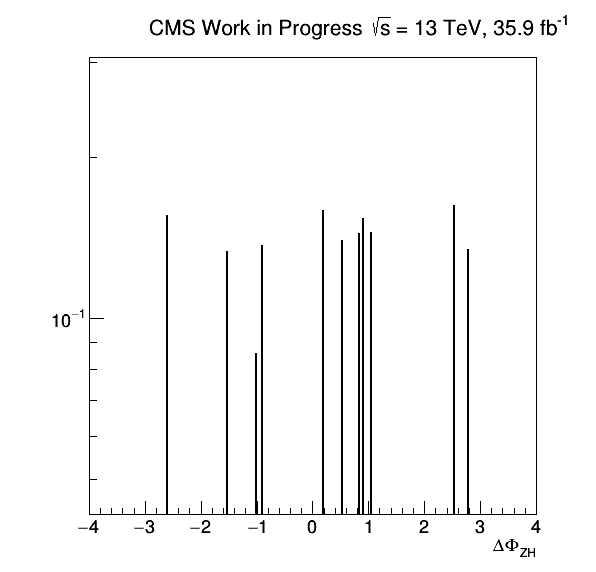 CMS Work in Progress √s = 13 TeV, 35.9 fb⁻¹
10⁻¹
−4 −3 −2 −1 0 1 2 3 4
ΔΦ_ZH